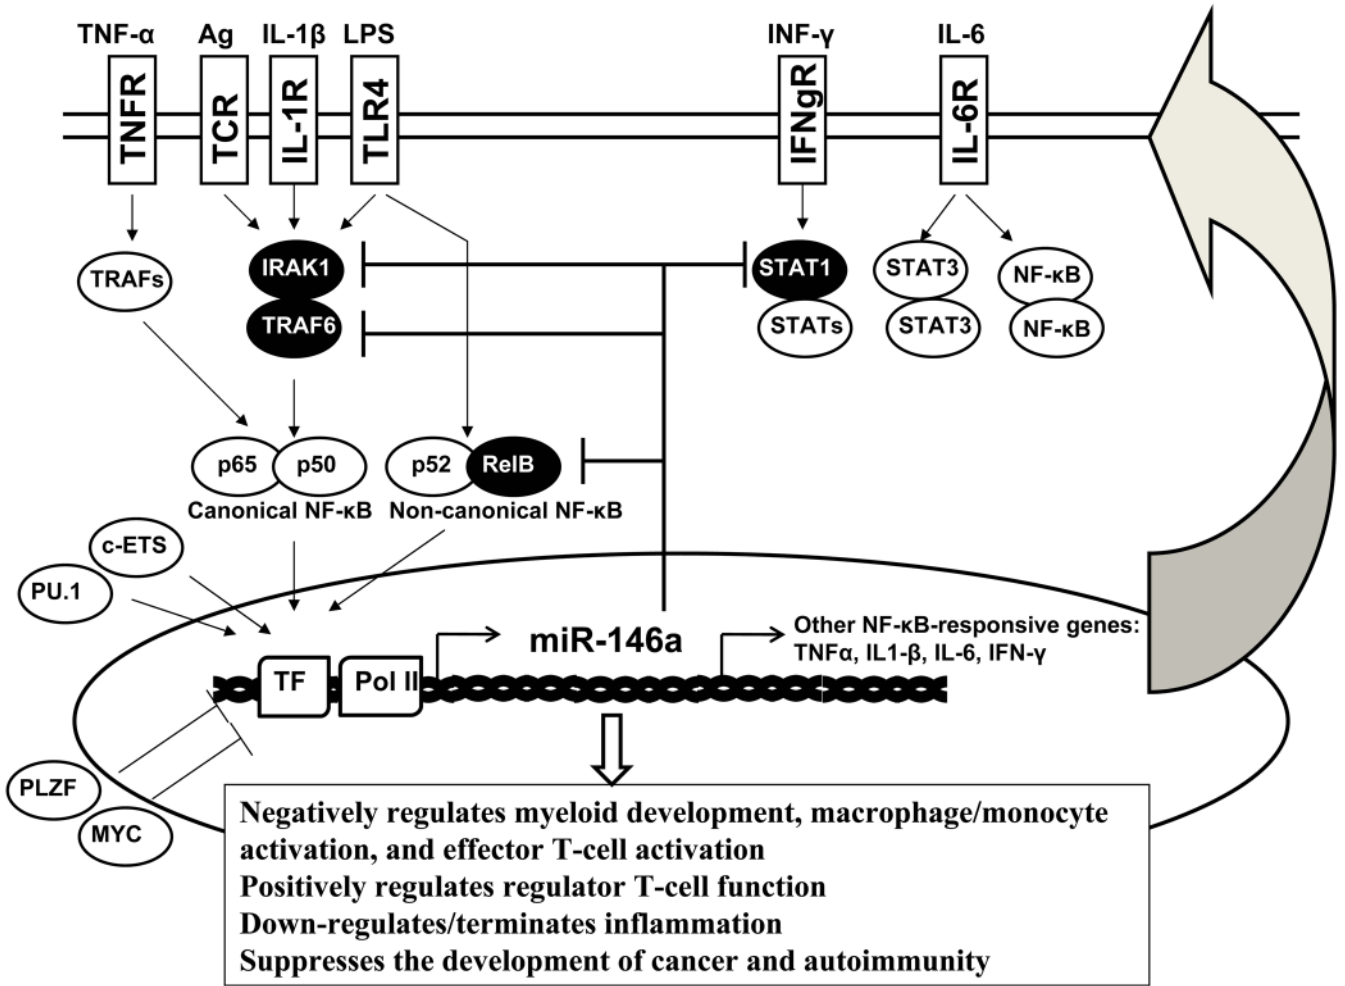 TNF-α
Ag
IL-1β
LPS
INF-γ
IL-6
TNFR
TCR
IL-1R
TLR4
IFNgR
IL-6R
TRAFs
IRAK1
TRAF6
STAT1
STATs
STAT3
STAT3
NF-κB
NF-κB
p65
p50
p52
RelB
Canonical NF-κB
Non-canonical NF-κB
c-ETS
PU.1
miR-146a
Other NF-κB-responsive genes:
TNFα, IL1-β, IL-6, IFN-γ
TF
Pol II
PLZF
MYC
Negatively regulates myeloid development, macrophage/monocyte
activation, and effector T-cell activation
Positively regulates regulator T-cell function
Down-regulates/terminates inflammation
Suppresses the development of cancer and autoimmunity